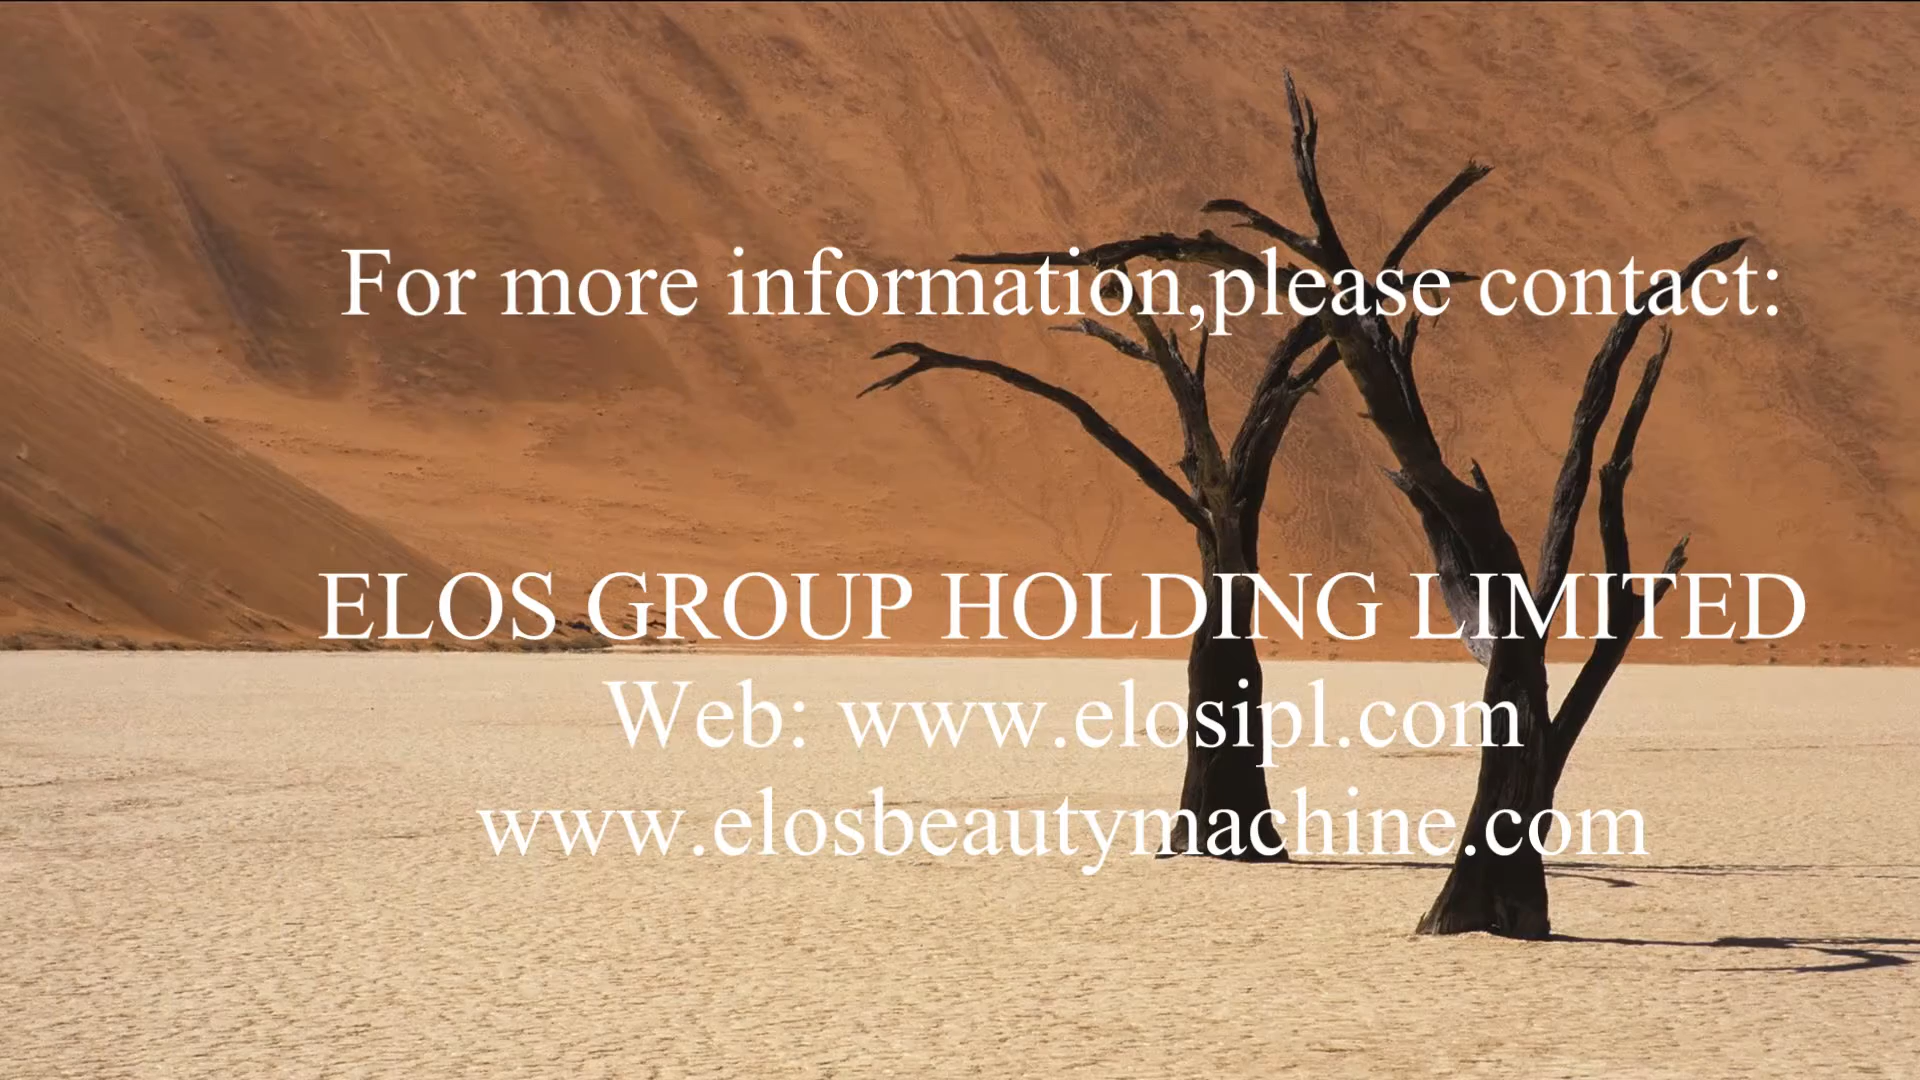 For more information,please contact:
ELOS GROUP HOLDING LIMITED
Web: www.elosipl.com
www.elosbeautymachine.com